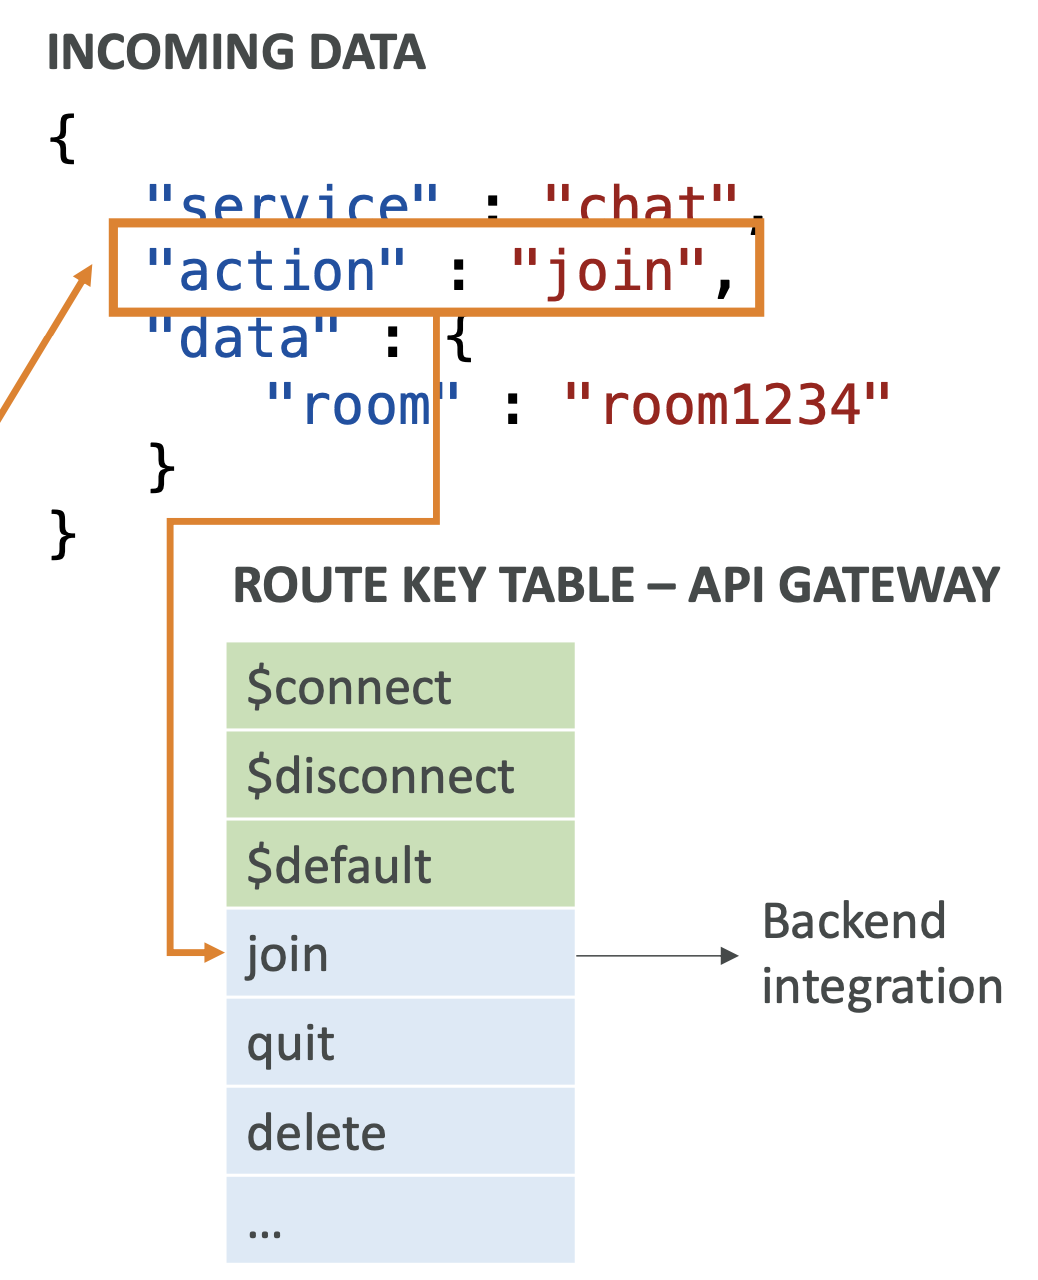 INCOMING DATA
{
"service" : "chat",
"action" : "join",
"data" : {
"room" : "room1234"
}
}
ROUTE KEY TABLE – API GATEWAY
$connect
$disconnect
$default
join
Backend
integration
quit
delete
...